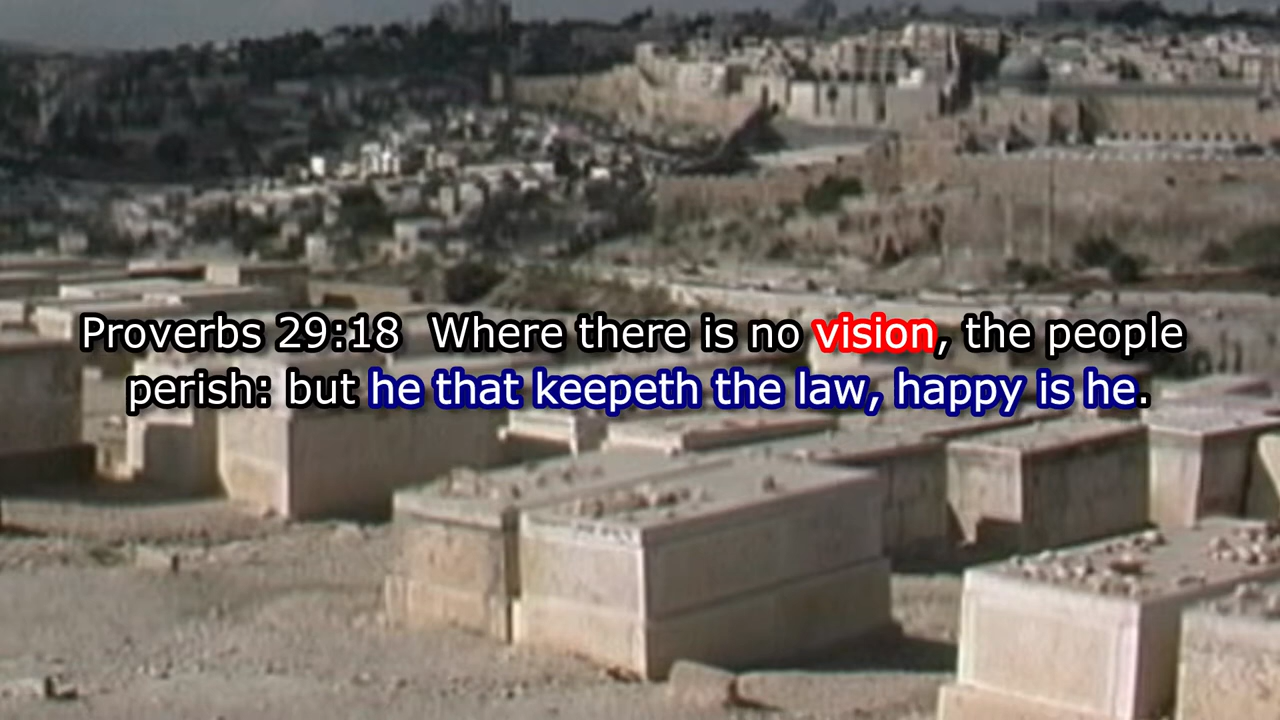 Proverbs 29:18  Where there is no vision, the people
perish: but he that keepeth the law, happy is he.